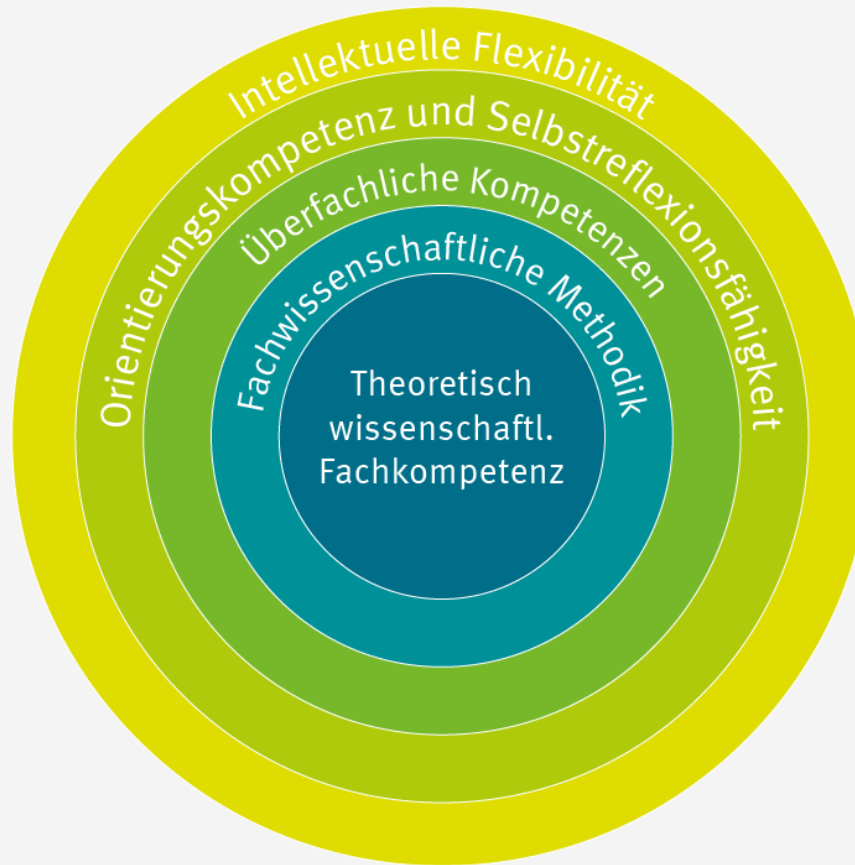 Intellektuelle Flexibilität
Orientierungskompetenz und Selbstreflexionsfähigkeit
Überfachliche Kompetenzen
Fachwissenschaftliche Methodik
Theoretisch
wissenschaftl.
Fachkompetenz